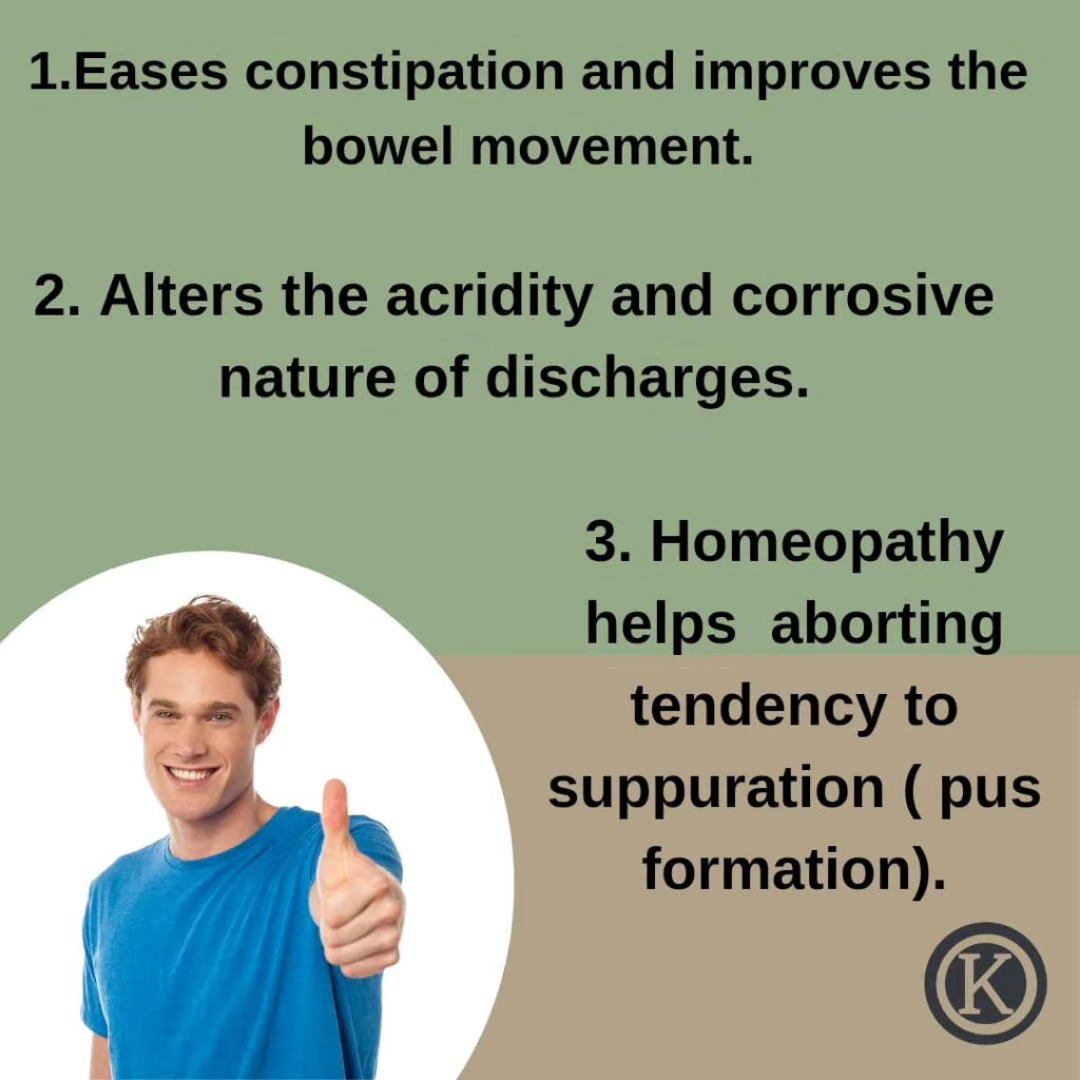 1.Eases constipation and improves the
bowel movement.
2. Alters the acridity and corrosive
nature of discharges.
3. Homeopathy
helps aborting
tendency to
suppuration ( pus
formation).
K